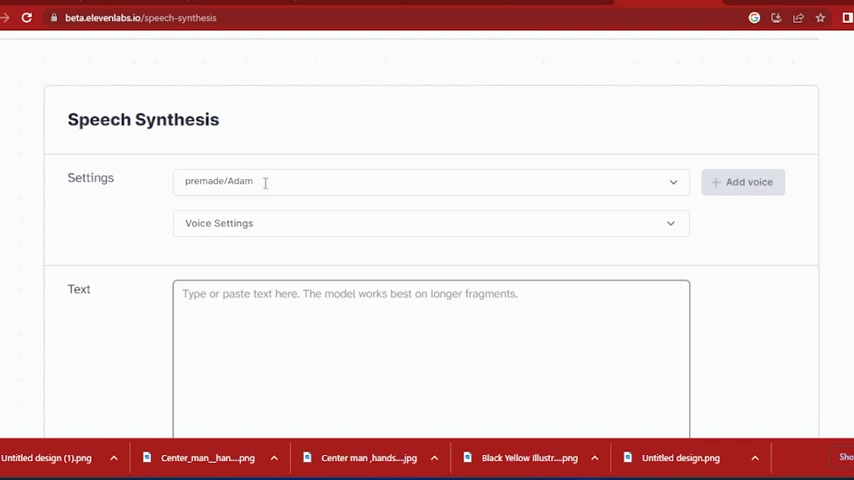 beta.elevenlabs.io/speech-synthesis
Speech Synthesis
Settings
premade/Adam
+ Add voice
Voice Settings
Text
Type or paste text here. The model works best on longer fragments.
Untitled design (1).png
Center_man__han....png
Center man ,hands....jpg
Black Yellow Illustr....png
Untitled design.png
Sho